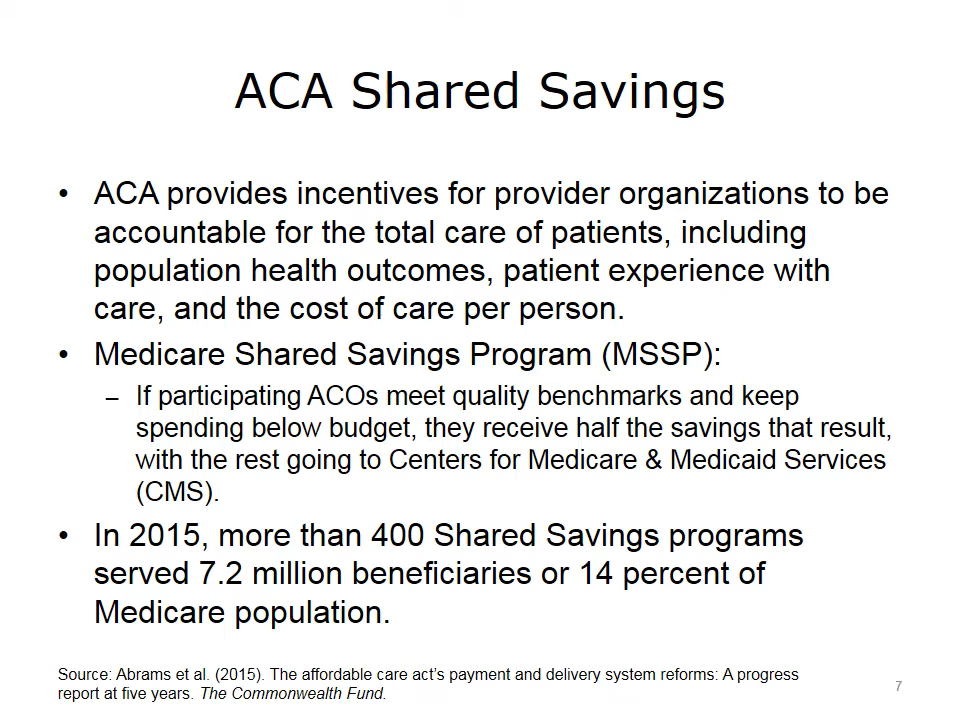 ACA Shared Savings
• ACA provides incentives for provider organizations to be
accountable for the total care of patients, including
population health outcomes, patient experience with
care, and the cost of care per person.
• Medicare Shared Savings Program (MSSP):
– If participating ACOs meet quality benchmarks and keep
spending below budget, they receive half the savings that result,
with the rest going to Centers for Medicare & Medicaid Services
(CMS).
• In 2015, more than 400 Shared Savings programs
served 7.2 million beneficiaries or 14 percent of
Medicare population.
Source: Abrams et al. (2015). The affordable care act's payment and delivery system reforms: A progress
report at five years. The Commonwealth Fund.
7